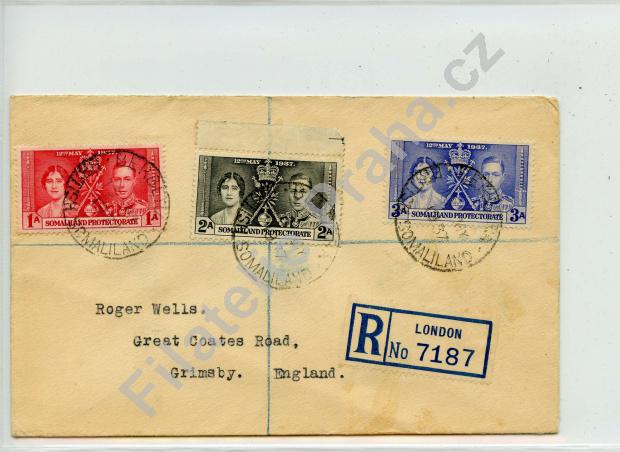 12TH MAY 1937.
1A 1A
SOMALILAND PROTECTORATE
SOMALILAND
12TH MAY 1937.
2A 2A
SOMALILAND PROTECTORATE
SOMALILAND
12TH MAY 1937.
3A 3A
SOMALILAND PROTECTORATE
SOMALILAND
Roger Wells.
Great Coates Road,
Grimsby. England.
R LONDON
No 7187
Filatelie-Praha.cz